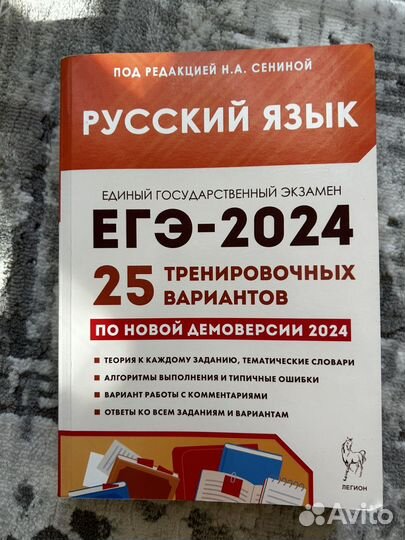 ПОД РЕДАКЦИЕЙ Н.А. СЕНИНОЙ
РУССКИЙ ЯЗЫК
ЕДИНЫЙ ГОСУДАРСТВЕННЫЙ ЭКЗАМЕН
ЕГЭ-2024
25 ТРЕНИРОВОЧНЫХ
ВАРИАНТОВ
ПО НОВОЙ ДЕМОВЕРСИИ 2024
ТЕОРИЯ К КАЖДОМУ ЗАДАНИЮ, ТЕМАТИЧЕСКИЕ СЛОВАРИ
АЛГОРИТМЫ ВЫПОЛНЕНИЯ И ТИПИЧНЫЕ ОШИБКИ
ВАРИАНТ РАБОТЫ С КОММЕНТАРИЯМИ
ОТВЕТЫ КО ВСЕМ ЗАДАНИЯМ И ВАРИАНТАМ
ЛЕГИОН
Avito